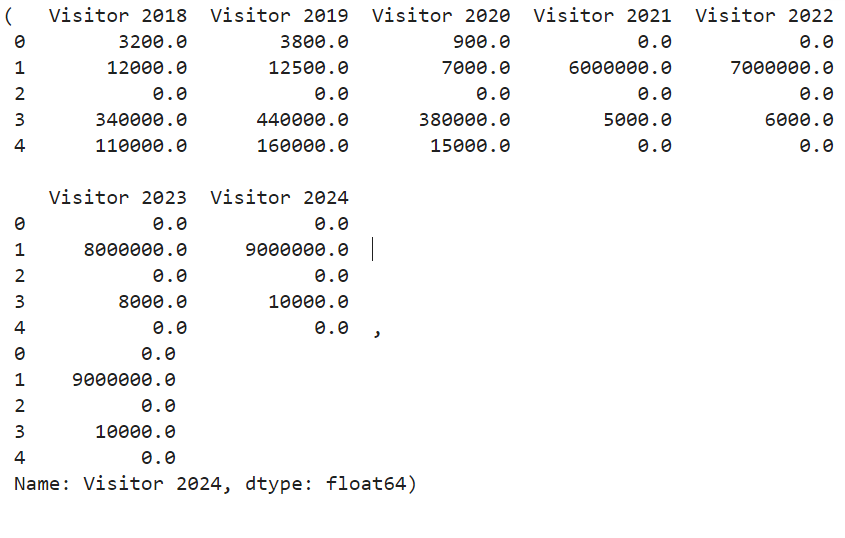 (   Visitor 2018  Visitor 2019  Visitor 2020  Visitor 2021  Visitor 2022
0        3200.0        3800.0         900.0           0.0           0.0
1       12000.0       12500.0        7000.0     6000000.0     7000000.0
2           0.0           0.0           0.0           0.0           0.0
3      340000.0      440000.0      380000.0        5000.0        6000.0
4      110000.0      160000.0       15000.0           0.0           0.0

    Visitor 2023  Visitor 2024
0           0.0           0.0
1     8000000.0     9000000.0
2           0.0           0.0
3        8000.0       10000.0
4           0.0           0.0  ,
0          0.0
1    9000000.0
2          0.0
3      10000.0
4          0.0
Name: Visitor 2024, dtype: float64)